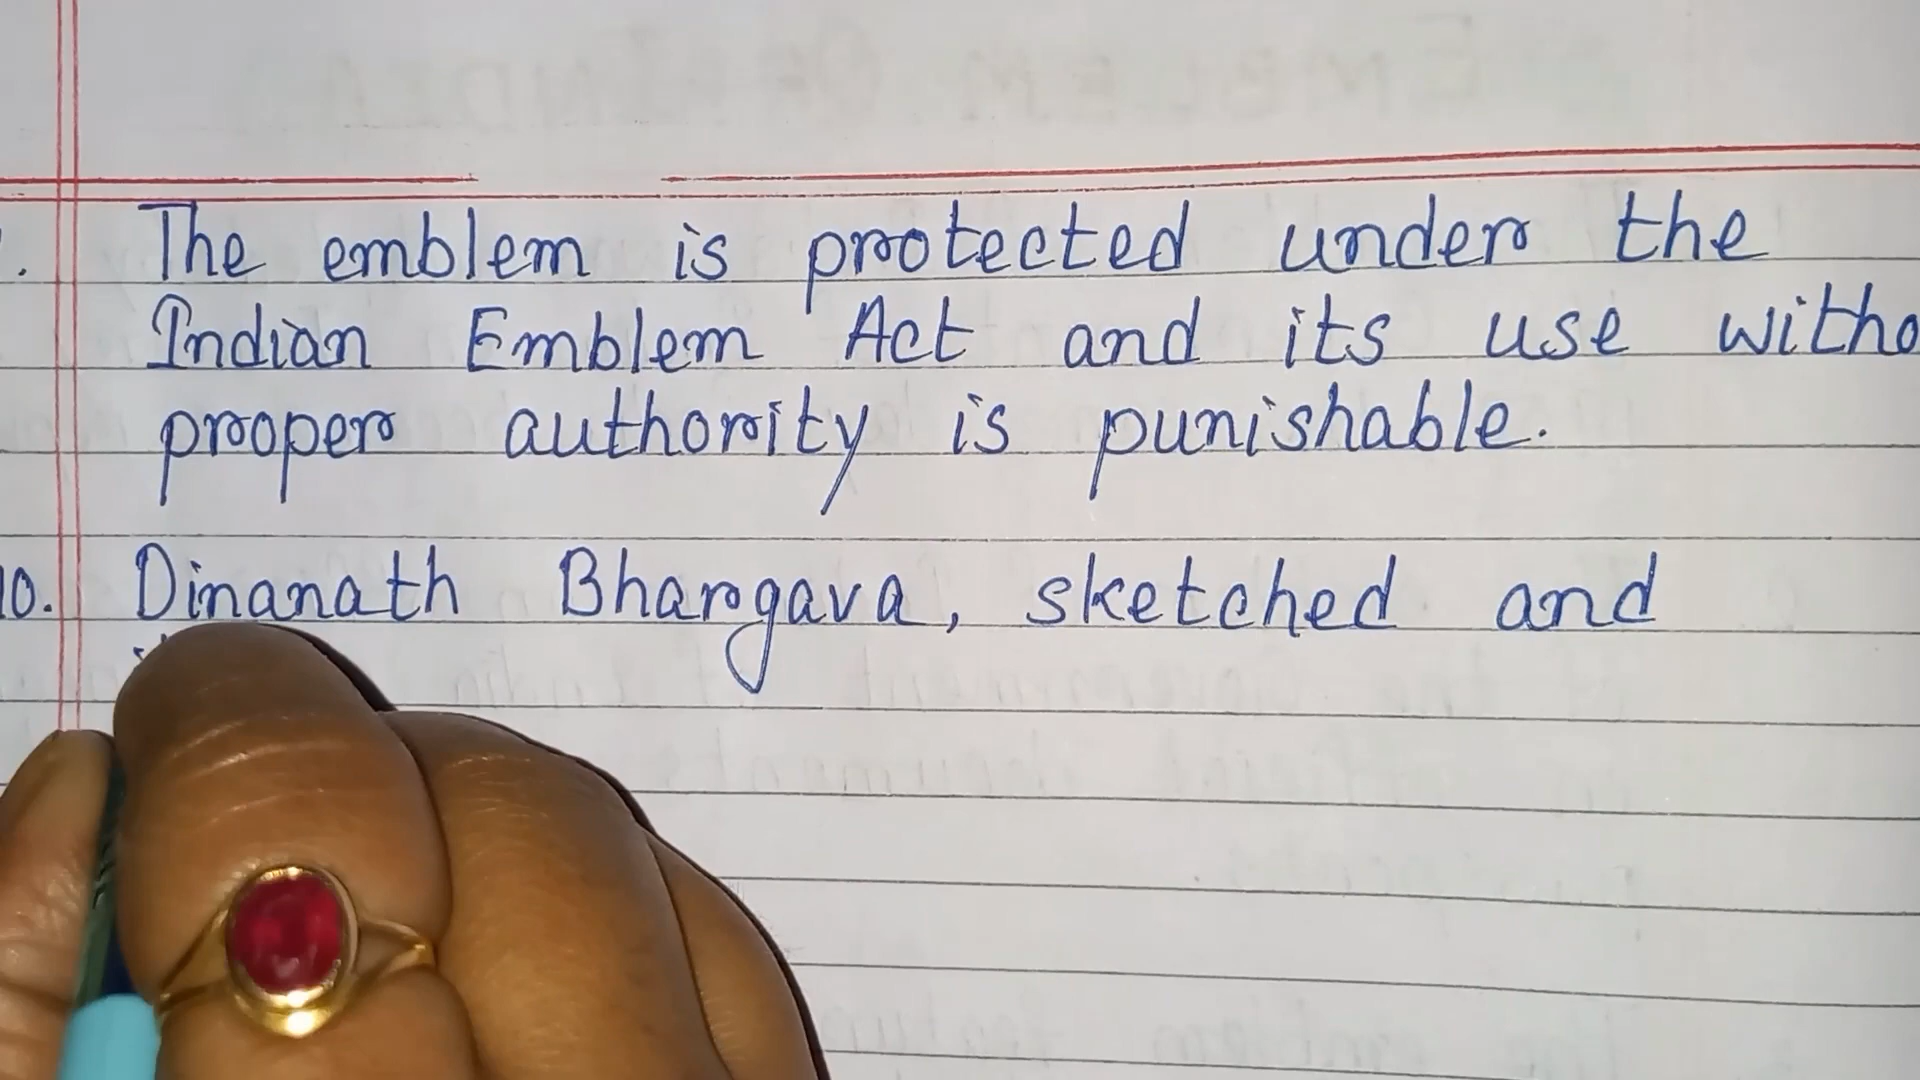 The emblem is protected under the
Indian Emblem Act and its use witho
proper authority is punishable.
10. Dinanath Bhargava, sketched and